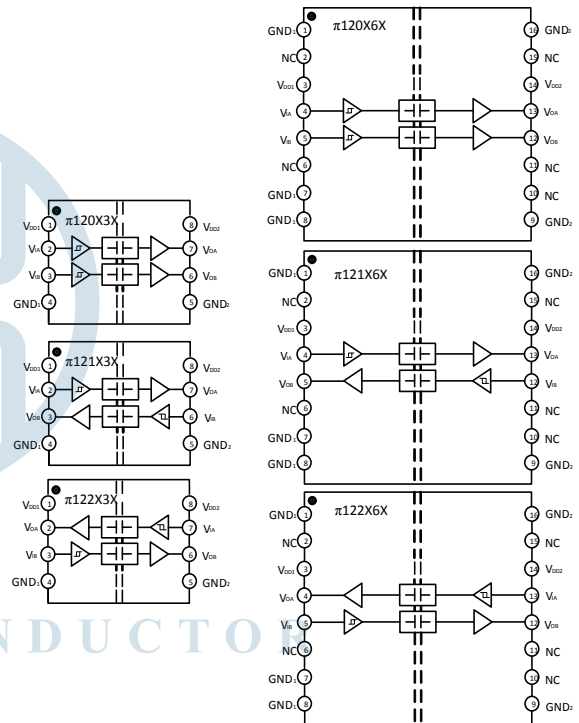 π120X3X
VDD1 1 8 VDD2
VIA 2 7 VOA
VIB 3 6 VOB
GND1 4 5 GND2
π121X3X
VDD1 1 8 VDD2
VIA 2 7 VOA
VOB 3 6 VIB
GND1 4 5 GND2
π122X3X
VDD1 1 8 VDD2
VOA 2 7 VIA
VIB 3 6 VOB
GND1 4 5 GND2
π120X6X
GND1 1 16 GND2
NC 2 15 NC
VDD1 3 14 VDD2
VIA 4 13 VOA
VIB 5 12 VOB
NC 6 11 NC
GND1 7 10 NC
GND1 8 9 GND2
π121X6X
GND1 1 16 GND2
NC 2 15 NC
VDD1 3 14 VDD2
VIA 4 13 VOA
VOB 5 12 VIB
NC 6 11 NC
GND1 7 10 NC
GND1 8 9 GND2
π122X6X
GND1 1 16 GND2
NC 2 15 NC
VDD1 3 14 VDD2
VOA 4 13 VIA
VIB 5 12 VOB
NC 6 11 NC
GND1 7 10 NC
GND1 8 9 GND2
NDUCTOR